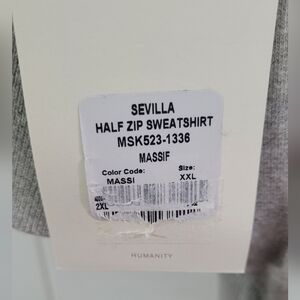 SEVILLA
HALF ZIP SWEATSHIRT
MSK523-1336
MASSIF
Color Code: Size:
MASSI XXL
2XL
HUMANITY